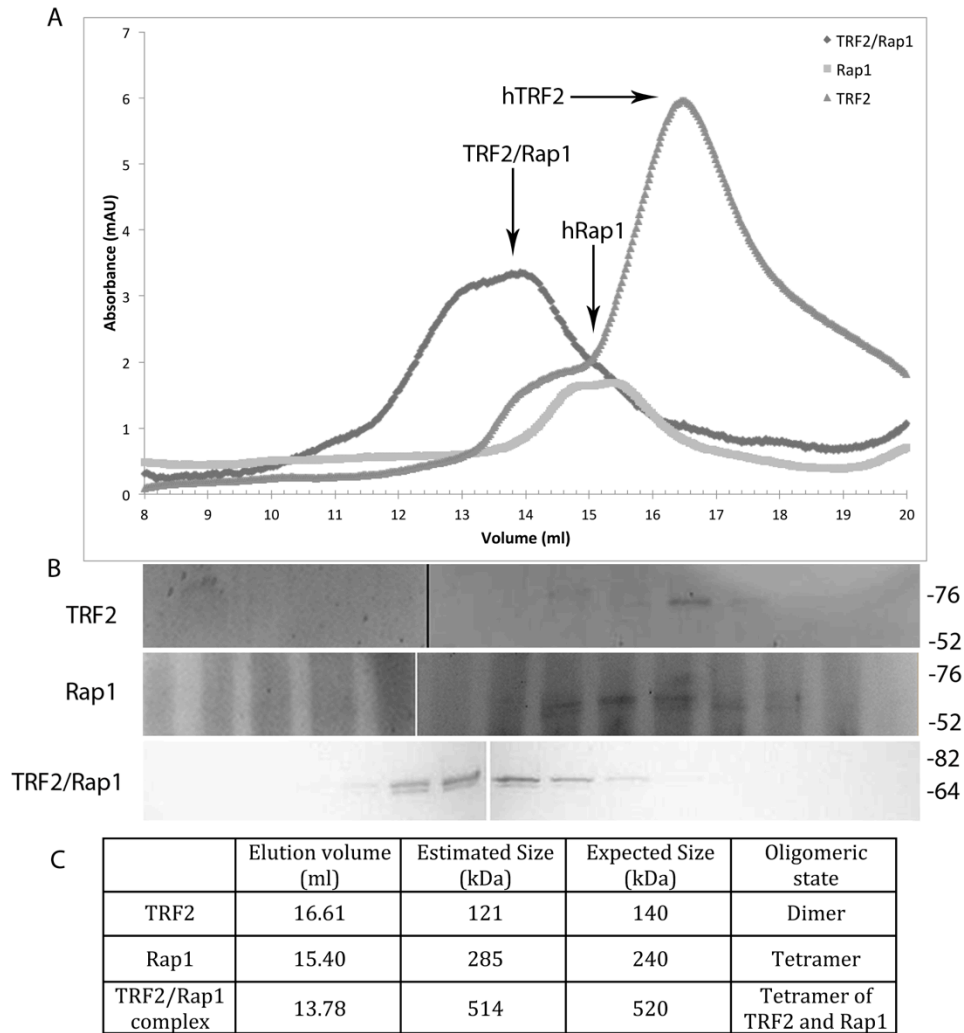 A
7
6
5
4
3
2
1
0
Absorbance (mAU)
TRF2/Rap1
Rap1
TRF2
hTRF2
TRF2/Rap1
hRap1
8 9 10 11 12 13 14 15 16 17 18 19 20
Volume (ml)
B
TRF2
-76
-52
Rap1
-76
-52
TRF2/Rap1
-82
-64
C
Elution volume (ml) Estimated Size (kDa) Expected Size (kDa) Oligomeric state
TRF2 16.61 121 140 Dimer
Rap1 15.40 285 240 Tetramer
TRF2/Rap1 complex 13.78 514 520 Tetramer of TRF2 and Rap1